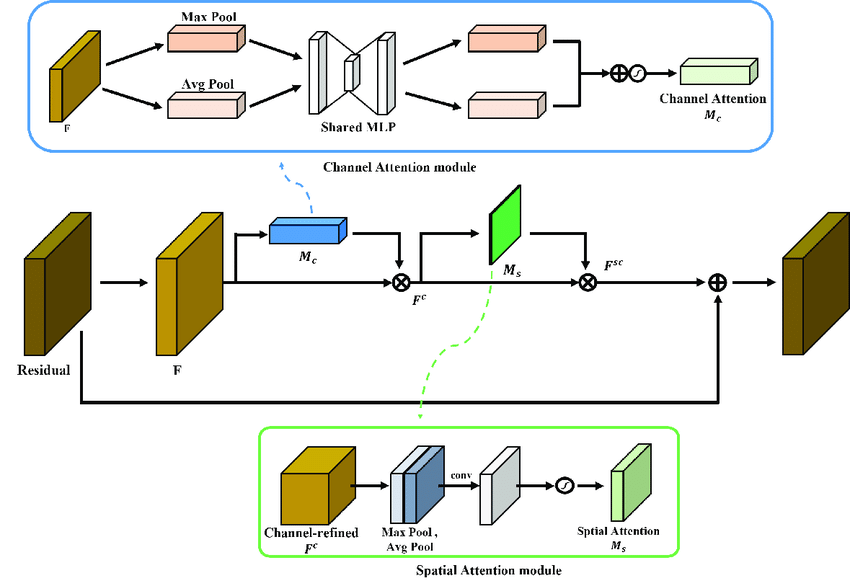 Max Pool
Avg Pool
F
Shared MLP
Channel Attention
M_c
Channel Attention module
M_c
M_s
F^c
F^sc
Residual
F
conv
Channel-refined
F^c
Max Pool ,
Avg Pool
Sptial Attention
M_s
Spatial Attention module